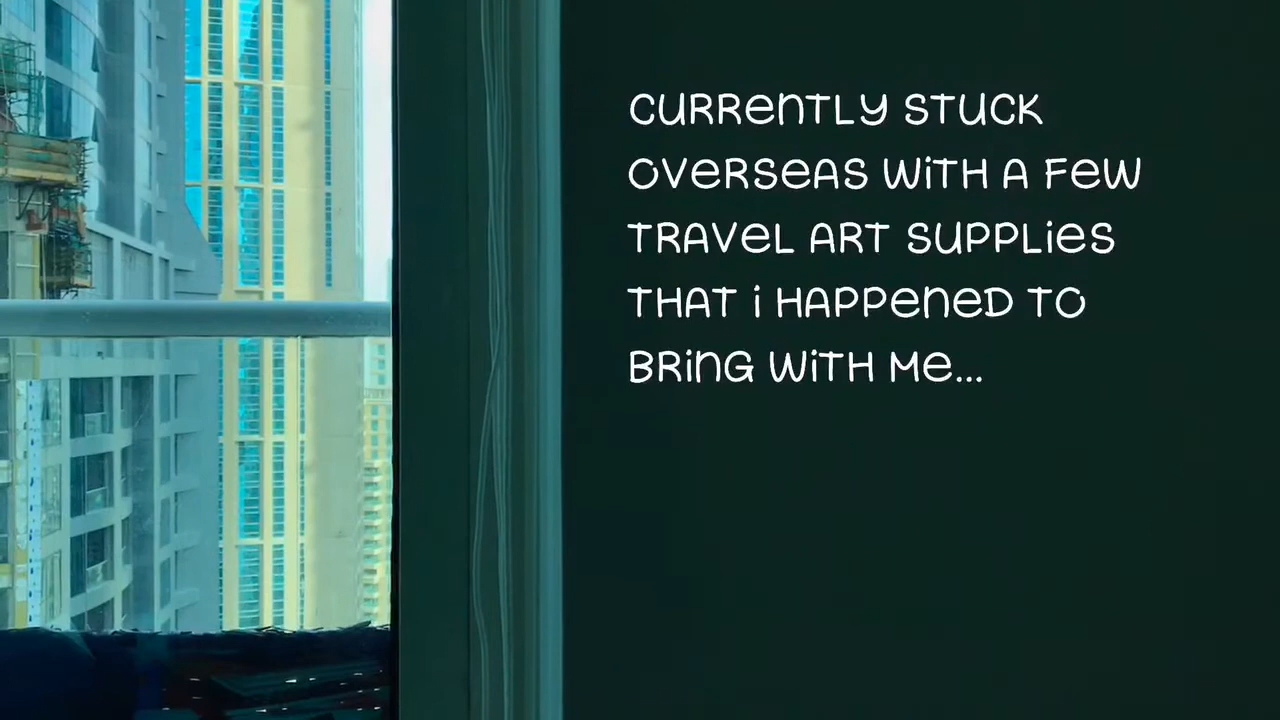 CURRENTLY STUCK
OVERSEAS WITH A FEW
TRAVEL ART SUPPLIES
THAT i HAPPENED TO
BRING WITH ME...